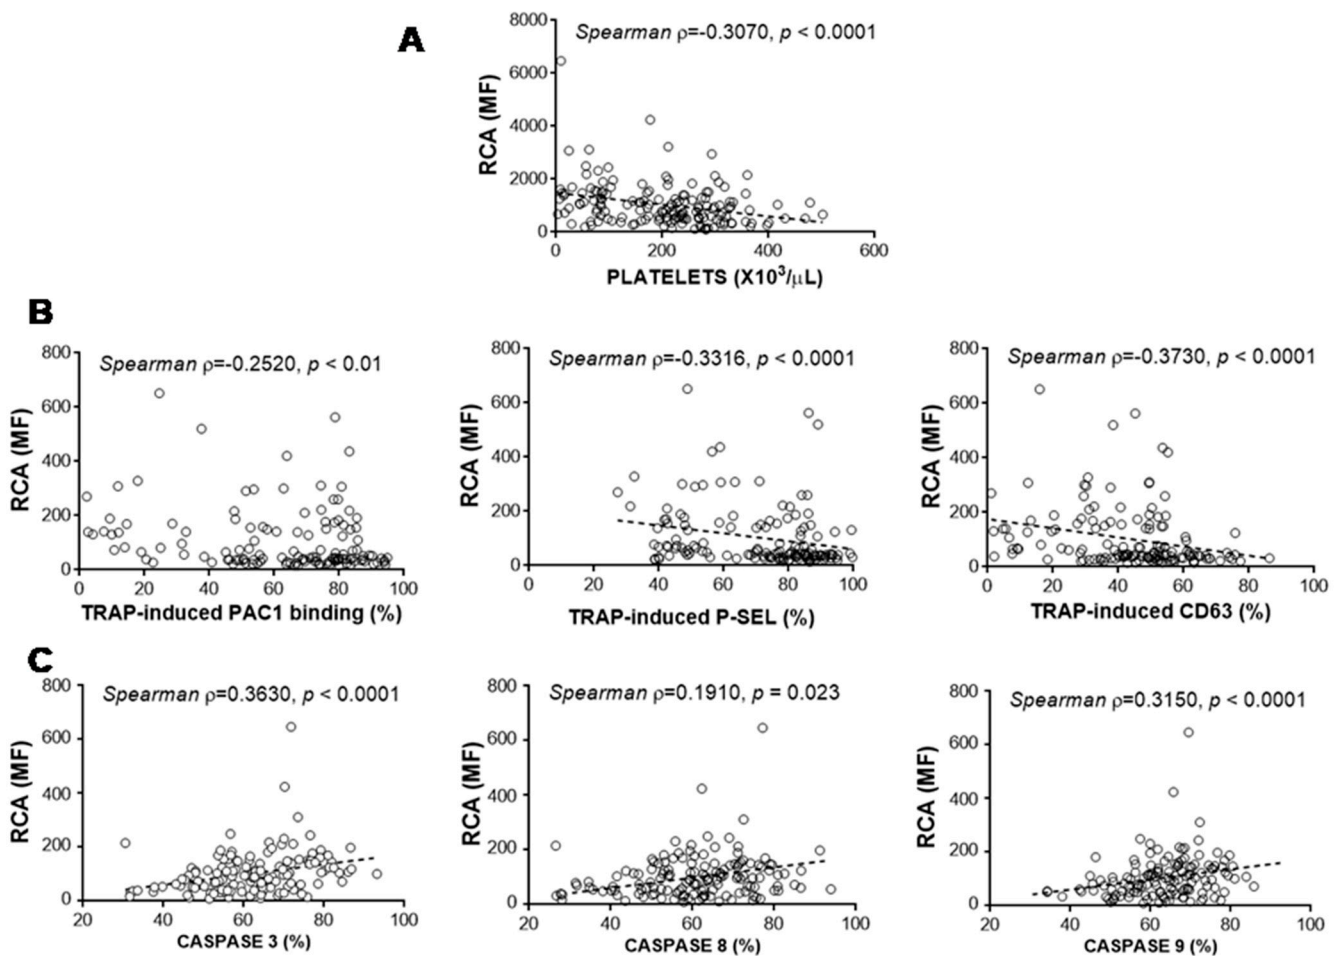 A
Spearman ρ=-0.3070, p < 0.0001
RCA (MF)
8000
6000
4000
2000
0
0 200 400 600
PLATELETS (X10³/μL)
B
Spearman ρ=-0.2520, p < 0.01
RCA (MF)
800
600
400
200
0
0 20 40 60 80 100
TRAP-induced PAC1 binding (%)
Spearman ρ=-0.3316, p < 0.0001
RCA (MF)
800
600
400
200
0
0 20 40 60 80 100
TRAP-induced P-SEL (%)
Spearman ρ=-0.3730, p < 0.0001
RCA (MF)
800
600
400
200
0
0 20 40 60 80 100
TRAP-induced CD63 (%)
C
Spearman ρ=0.3630, p < 0.0001
RCA (MF)
800
600
400
200
0
20 40 60 80 100
CASPASE 3 (%)
Spearman ρ=0.1910, p = 0.023
RCA (MF)
800
600
400
200
0
20 40 60 80 100
CASPASE 8 (%)
Spearman ρ=0.3150, p < 0.0001
RCA (MF)
800
600
400
200
0
20 40 60 80 100
CASPASE 9 (%)